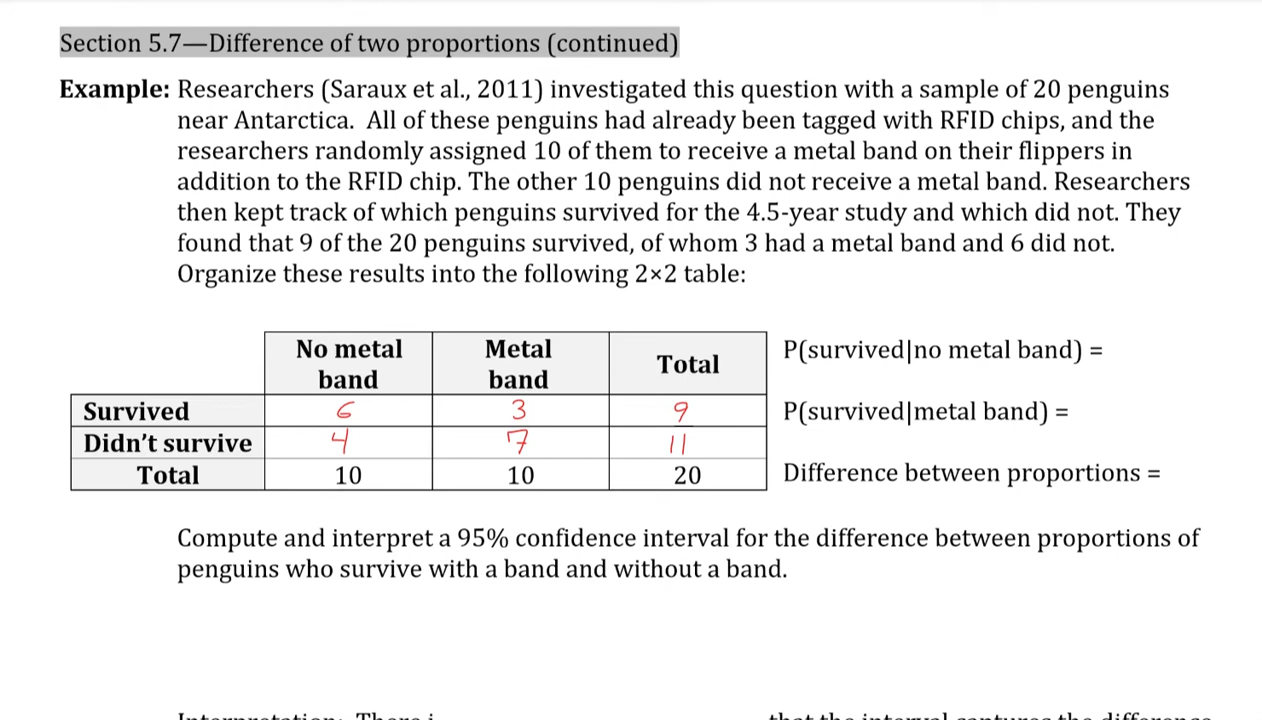 Section 5.7—Difference of two proportions (continued)
Example: Researchers (Saraux et al., 2011) investigated this question with a sample of 20 penguins
near Antarctica.  All of these penguins had already been tagged with RFID chips, and the
researchers randomly assigned 10 of them to receive a metal band on their flippers in
addition to the RFID chip. The other 10 penguins did not receive a metal band. Researchers
then kept track of which penguins survived for the 4.5-year study and which did not. They
found that 9 of the 20 penguins survived, of whom 3 had a metal band and 6 did not.
Organize these results into the following 2×2 table:
No metal band Metal band Total
Survived 6 3 9
Didn't survive 4 7 11
Total 10 10 20
P(survived|no metal band) =
P(survived|metal band) =
Difference between proportions =
Compute and interpret a 95% confidence interval for the difference between proportions of
penguins who survive with a band and without a band.